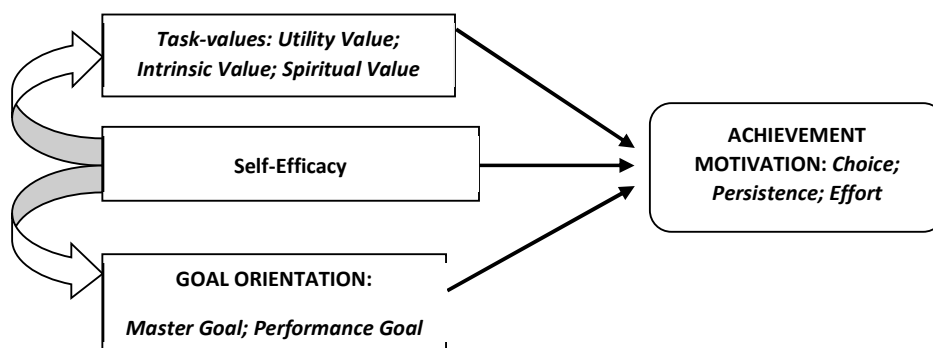 Task-values: Utility Value;
Intrinsic Value; Spiritual Value
Self-Efficacy
GOAL ORIENTATION:
Master Goal; Performance Goal
ACHIEVEMENT
MOTIVATION: Choice;
Persistence; Effort